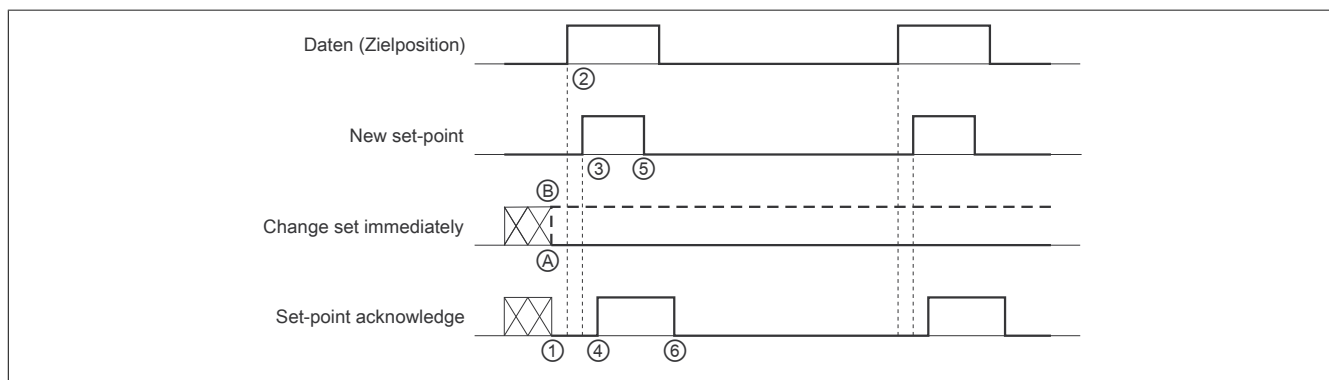 Daten (Zielposition)
②
New set-point
③ ⑤
Ⓑ
Change set immediately
Ⓐ
Set-point acknowledge
① ④ ⑥